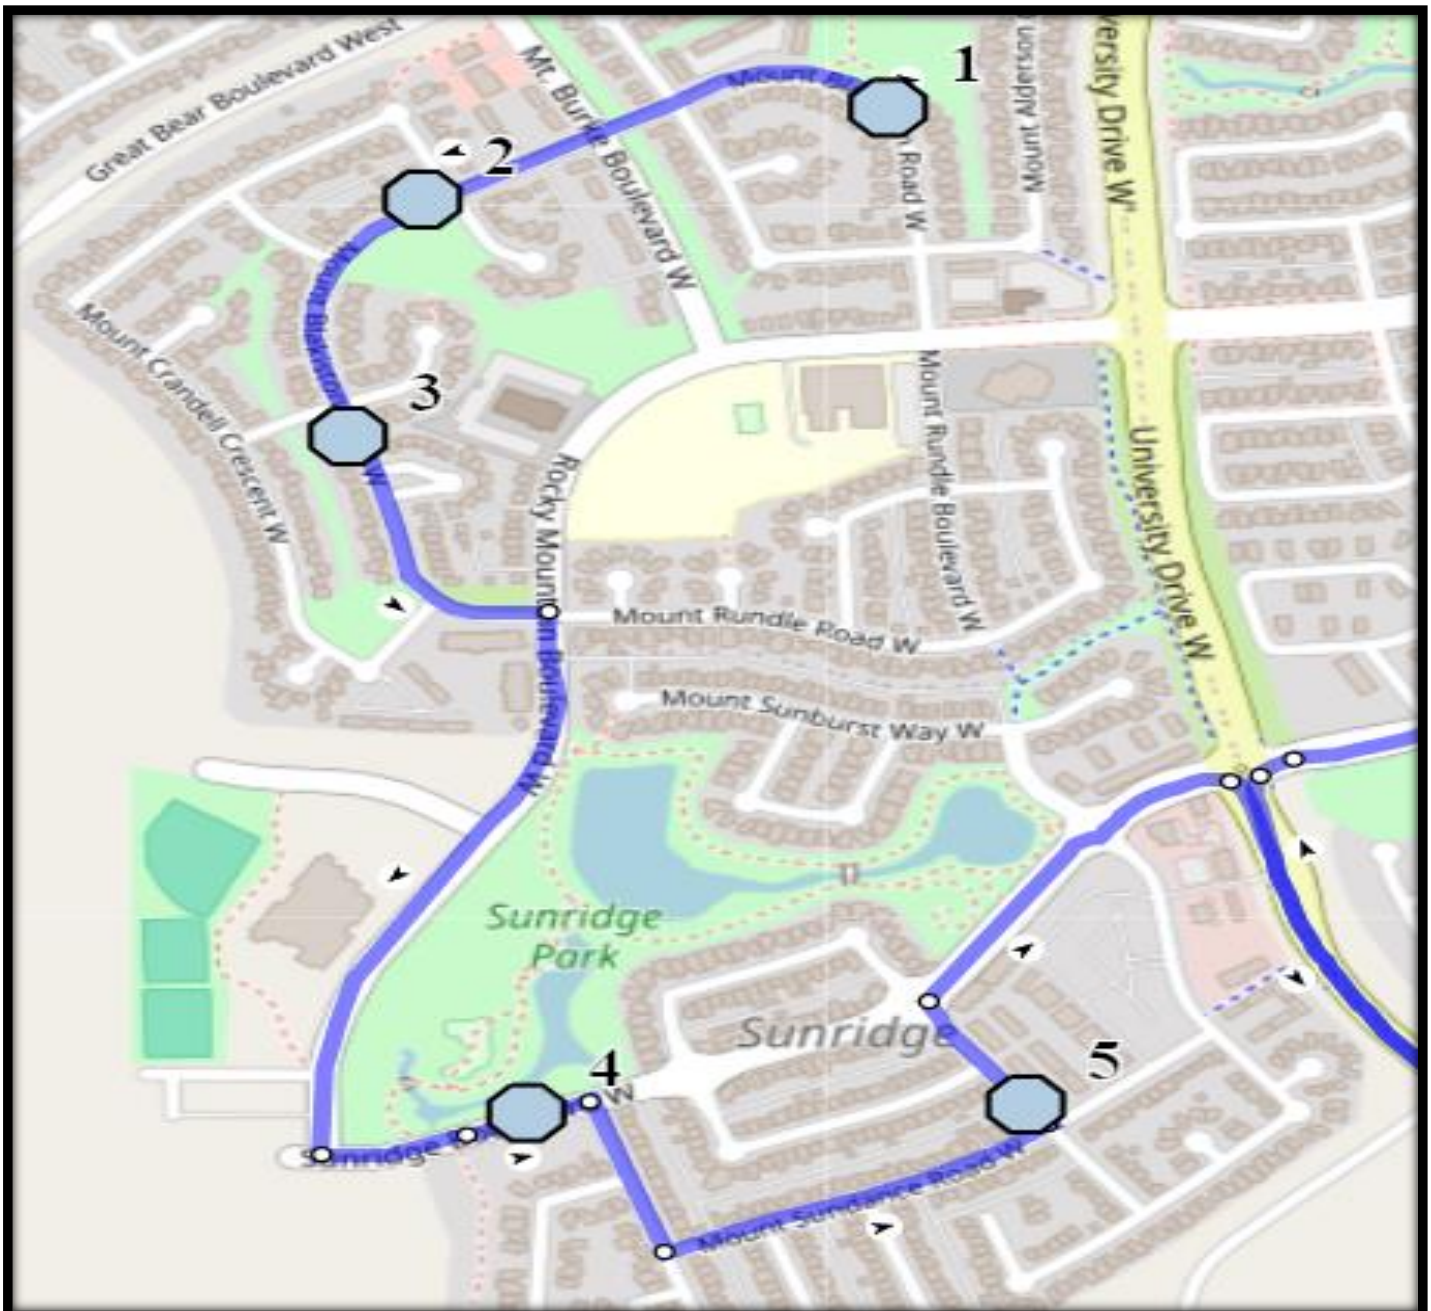 Great Bear Boulevard West
Mt. Burke Boulevard W
1
Mount Alderson
University Drive W
2
Road W
Mount Crandell Crescent W
3
W
Rocky Mountain Boulevard W
Mount Rundle Boulevard W
University Drive W
Mount Rundle Road W
Mount Sunburst Way W
Sunridge
Park
Sunridge
4
W
5
Sunridge
Mount Sundance Road W